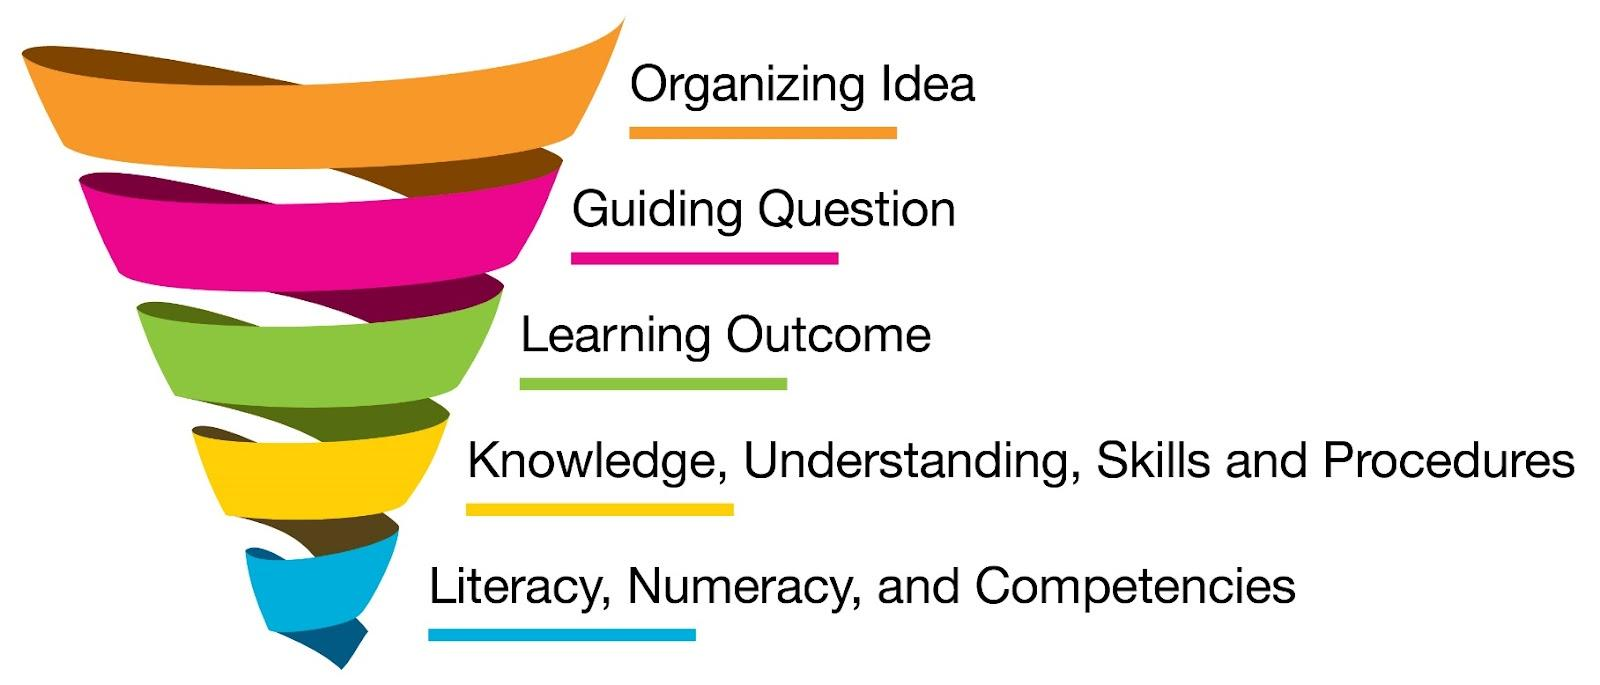 Organizing Idea
Guiding Question
Learning Outcome
Knowledge, Understanding, Skills and Procedures
Literacy, Numeracy, and Competencies